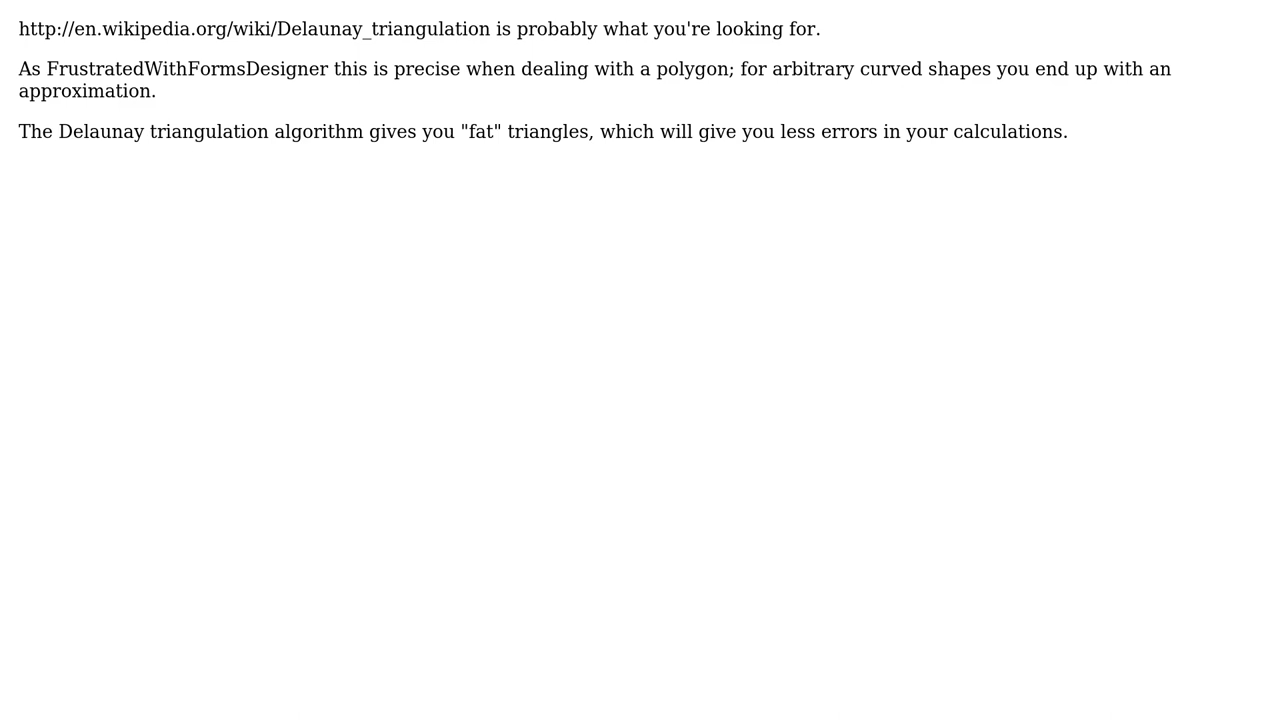 http://en.wikipedia.org/wiki/Delaunay_triangulation is probably what you're looking for.
As FrustratedWithFormsDesigner this is precise when dealing with a polygon; for arbitrary curved shapes you end up with an
approximation.
The Delaunay triangulation algorithm gives you "fat" triangles, which will give you less errors in your calculations.